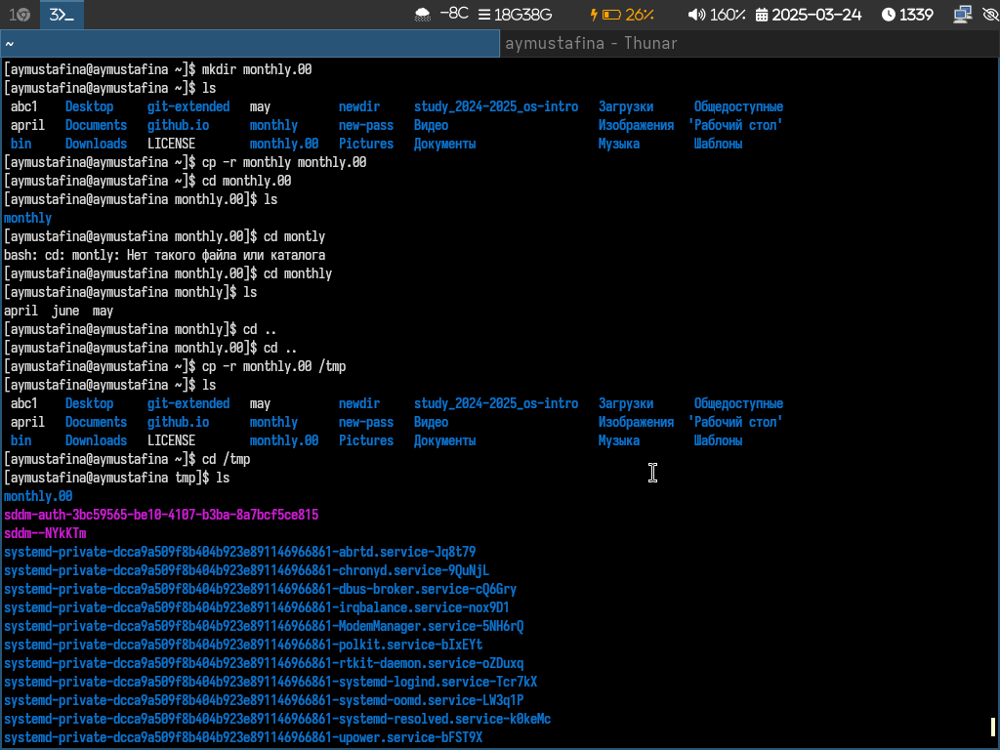 1 3>_ -8C 18G38G 26% 160% 2025-03-24 1339
~ aymustafina - Thunar
[aymustafina@aymustafina ~]$ mkdir monthly.00
[aymustafina@aymustafina ~]$ ls
abc1 Desktop git-extended may newdir study_2024-2025_os-intro Загрузки Общедоступные
april Documents github.io monthly new-pass Видео Изображения 'Рабочий стол'
bin Downloads LICENSE monthly.00 Pictures Документы Музыка Шаблоны
[aymustafina@aymustafina ~]$ cp -r monthly monthly.00
[aymustafina@aymustafina ~]$ cd monthly.00
[aymustafina@aymustafina monthly.00]$ ls
monthly
[aymustafina@aymustafina monthly.00]$ cd montly
bash: cd: montly: Нет такого файла или каталога
[aymustafina@aymustafina monthly.00]$ cd monthly
[aymustafina@aymustafina monthly]$ ls
april june may
[aymustafina@aymustafina monthly]$ cd ..
[aymustafina@aymustafina monthly.00]$ cd ..
[aymustafina@aymustafina ~]$ cp -r monthly.00 /tmp
[aymustafina@aymustafina ~]$ ls
abc1 Desktop git-extended may newdir study_2024-2025_os-intro Загрузки Общедоступные
april Documents github.io monthly new-pass Видео Изображения 'Рабочий стол'
bin Downloads LICENSE monthly.00 Pictures Документы Музыка Шаблоны
[aymustafina@aymustafina ~]$ cd /tmp
[aymustafina@aymustafina tmp]$ ls
monthly.00
sddm-auth-3bc59565-be10-4107-b3ba-8a7bcf5ce815
sddm--NYkKTm
systemd-private-dcca9a509f8b404b923e891146966861-abrtd.service-Jq8t79
systemd-private-dcca9a509f8b404b923e891146966861-chronyd.service-9QuNjL
systemd-private-dcca9a509f8b404b923e891146966861-dbus-broker.service-cQ6Gry
systemd-private-dcca9a509f8b404b923e891146966861-irqbalance.service-nox9D1
systemd-private-dcca9a509f8b404b923e891146966861-ModemManager.service-5NH6rQ
systemd-private-dcca9a509f8b404b923e891146966861-polkit.service-bIxEYt
systemd-private-dcca9a509f8b404b923e891146966861-rtkit-daemon.service-oZDuxq
systemd-private-dcca9a509f8b404b923e891146966861-systemd-logind.service-Tcr7kX
systemd-private-dcca9a509f8b404b923e891146966861-systemd-oomd.service-LW3q1P
systemd-private-dcca9a509f8b404b923e891146966861-systemd-resolved.service-k0keMc
systemd-private-dcca9a509f8b404b923e891146966861-upower.service-bFST9X